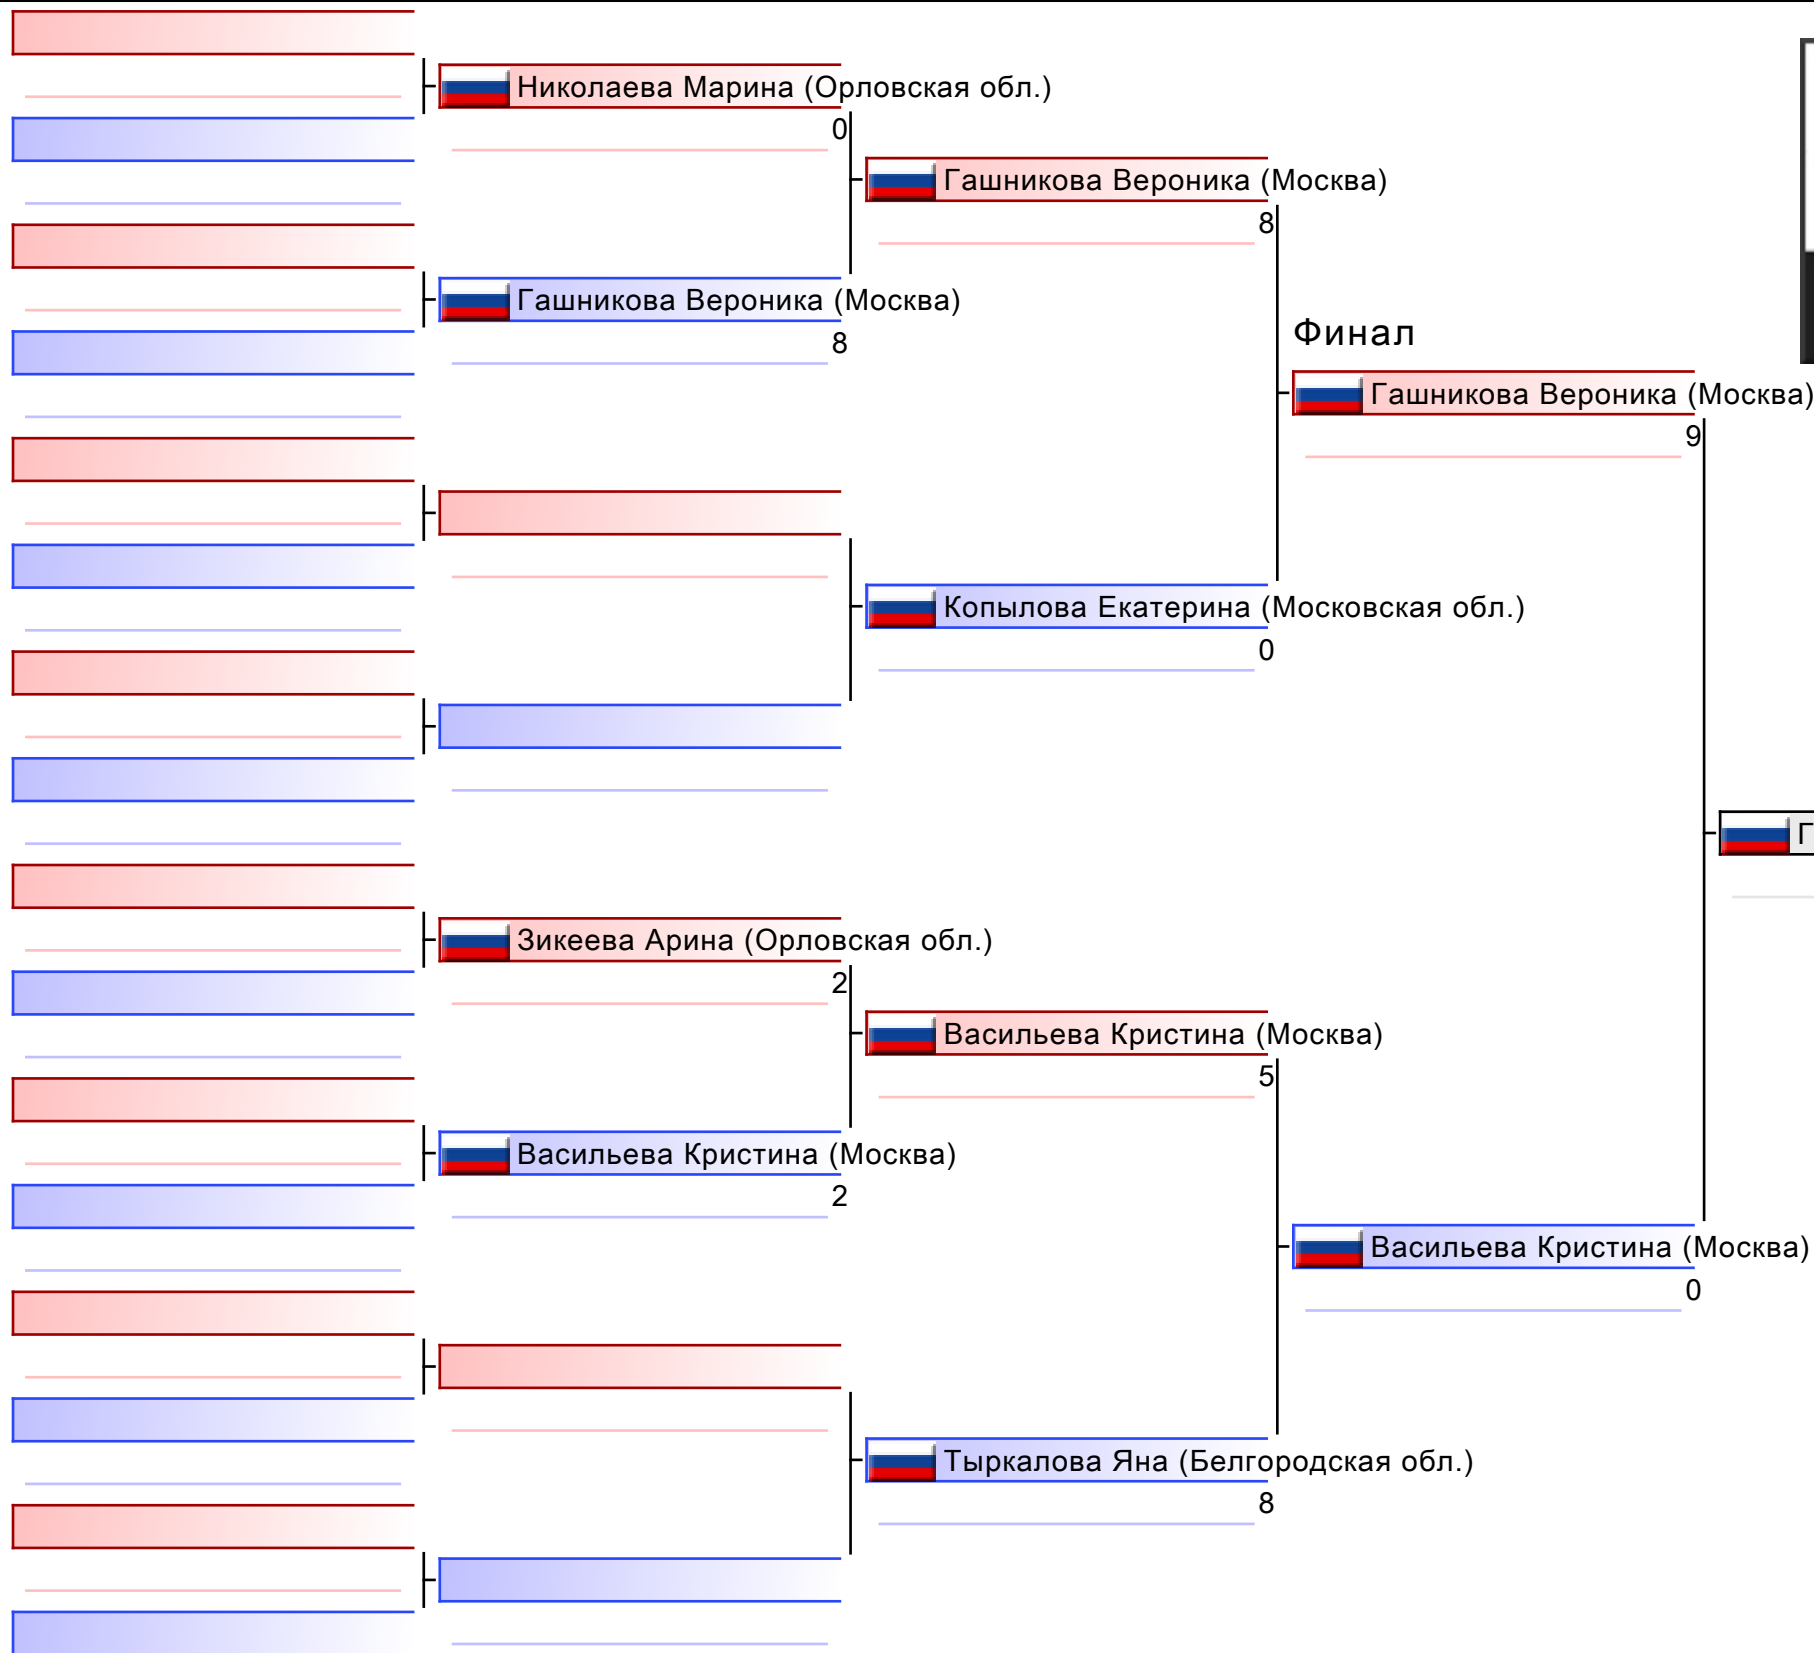 Николаева Марина (Орловская обл.)
0
Гашникова Вероника (Москва)
8
Гашникова Вероника (Москва)
8
Финал
Гашникова Вероника (Москва)
9
Копылова Екатерина (Московская обл.)
0
Г
Зикеева Арина (Орловская обл.)
2
Васильева Кристина (Москва)
5
Васильева Кристина (Москва)
2
Васильева Кристина (Москва)
0
Тыркалова Яна (Белгородская обл.)
8